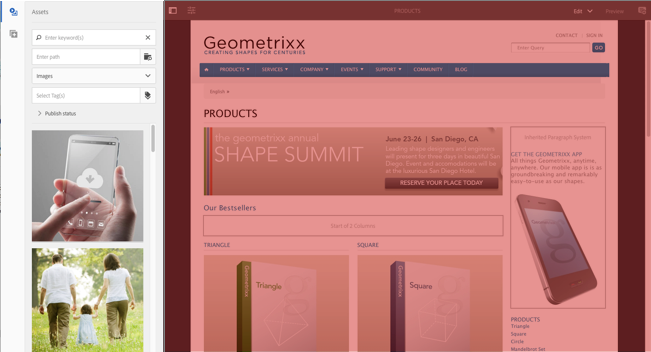 Assets
Enter keyword(s)
Enter path
Images
Select Tag(s)
Publish status
PRODUCTS
Edit
Preview
Geometrixx
CREATING SHAPES FOR CENTURIES
CONTACT | SIGN IN
Enter Query
GO
PRODUCTS
SERVICES
COMPANY
EVENTS
SUPPORT
COMMUNITY
BLOG
English
PRODUCTS
the geometrixx annual
SHAPE SUMMIT
June 23-26 | San Diego, CA
Leading shape designers and engineers
will present for three days in beautiful San
Diego. Event and accomodations will be
at the luxurious San Diego Hotel.
RESERVE YOUR PLACE TODAY
Inherited Paragraph System
GET THE GEOMETRIXX APP
All things Geometrixx, anytime,
anywhere. Our mobile app is as
groundbreaking and remarkably
easy-to-use as our shapes.
Geometrixx
g
Our Bestsellers
Start of 2 Columns
TRIANGLE
SQUARE
Geometrixx
Triangle
g
Geometrixx
Square
g
PRODUCTS
Triangle
Square
Circle
Mandelbrot Set